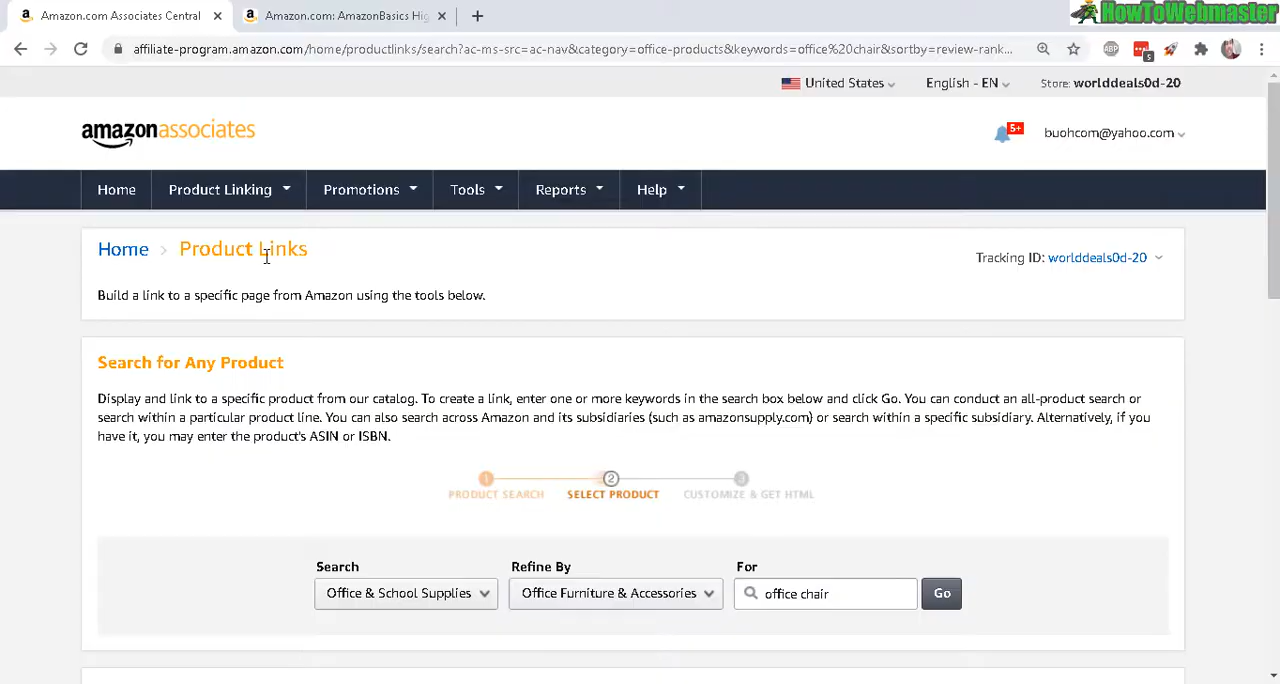 Amazon.com Associates Central
Amazon.com: AmazonBasics Hig
HowToWebmaster
affiliate-program.amazon.com/home/productlinks/search?ac-ms-src=ac-nav&category=office-products&keywords=office%20chair&sortby=review-rank...
ABP
5
United States
English - EN
Store: worlddeals0d-20
amazonassociates
5+
buohcom@yahoo.com
Home
Product Linking
Promotions
Tools
Reports
Help
Home
Product Links
Tracking ID: worlddeals0d-20
Build a link to a specific page from Amazon using the tools below.
Search for Any Product
Display and link to a specific product from our catalog. To create a link, enter one or more keywords in the search box below and click Go. You can conduct an all-product search or
search within a particular product line. You can also search across Amazon and its subsidiaries (such as amazonsupply.com) or search within a specific subsidiary. Alternatively, if you
have it, you may enter the product's ASIN or ISBN.
1
2
3
PRODUCT SEARCH
SELECT PRODUCT
CUSTOMIZE & GET HTML
Search
Refine By
For
Office & School Supplies
Office Furniture & Accessories
office chair
Go